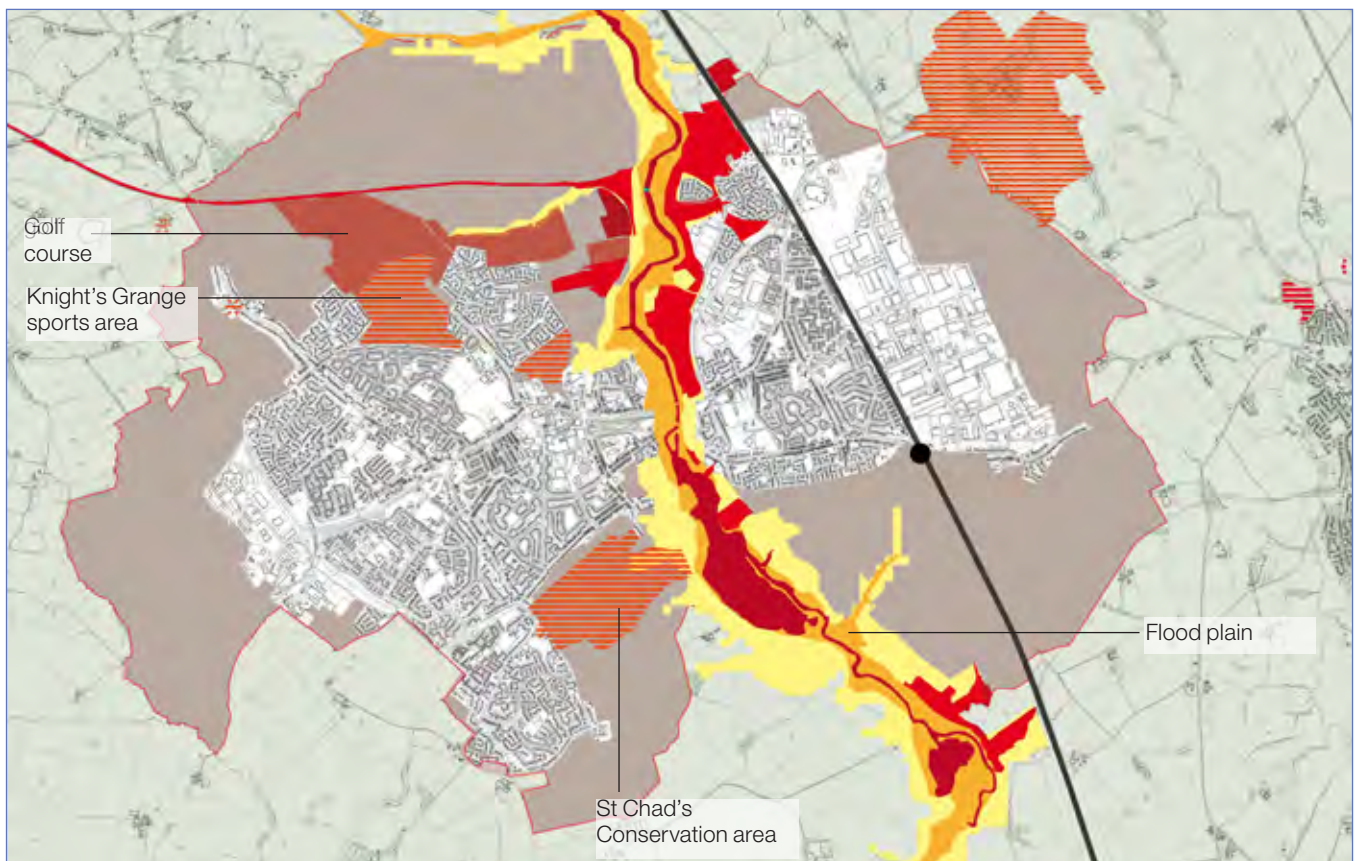 Golf
course
Knight's Grange
sports area
Flood plain
St Chad's
Conservation area